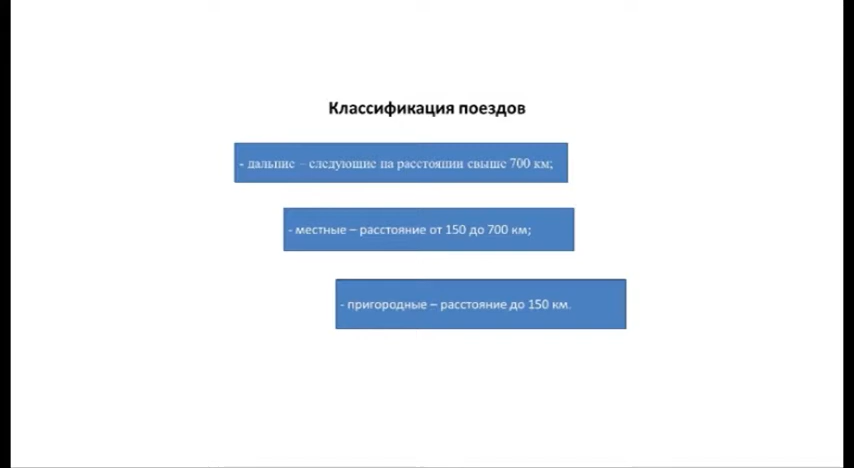 Классификация поездов
- дальние – следующие на расстоянии свыше 700 км;
- местные – расстояние от 150 до 700 км;
- пригородные – расстояние до 150 км.